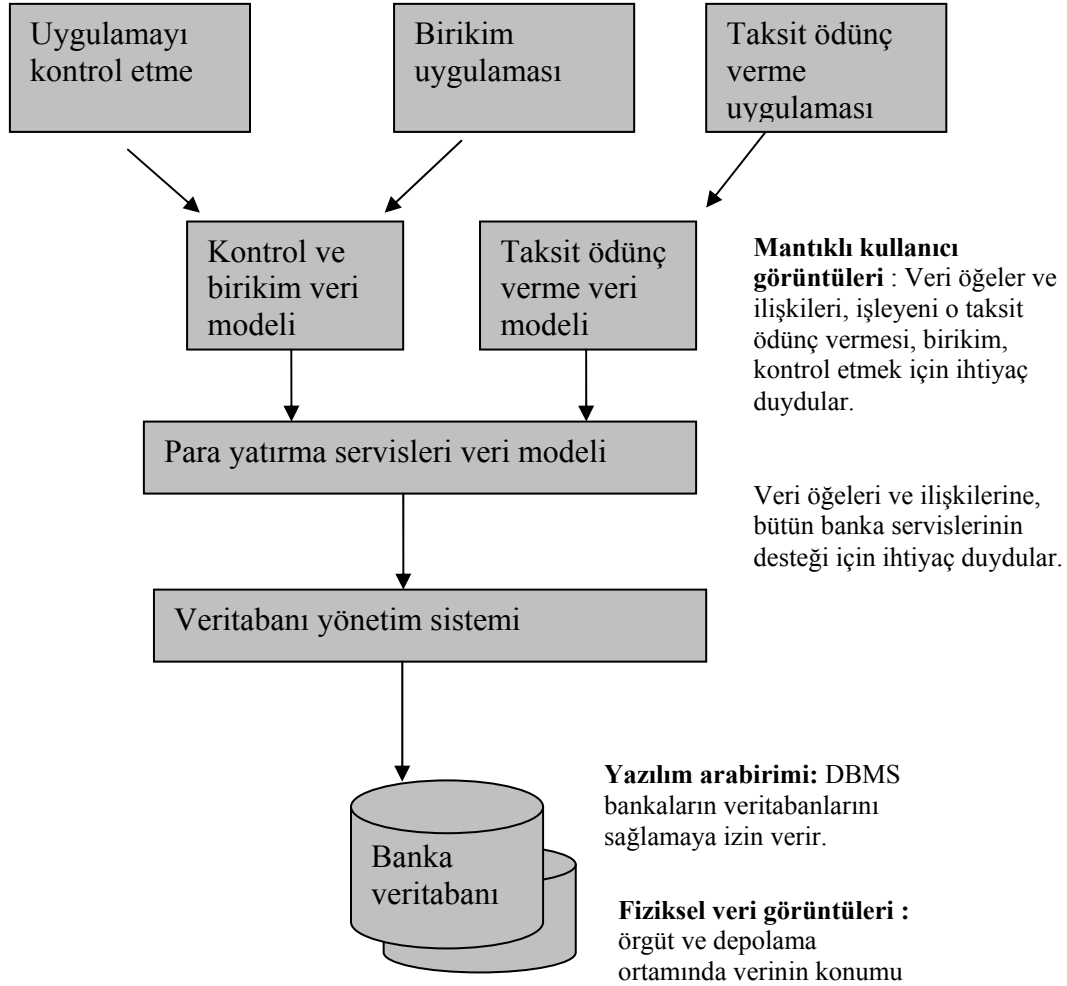 Uygulamayı
kontrol etme
Birikim
uygulaması
Taksit ödünç
verme
uygulaması
Kontrol ve
birikim veri
modeli
Taksit ödünç
verme veri
modeli
Mantıklı kullanıcı
görüntüleri : Veri öğeler ve
ilişkileri, işleyeni o taksit
ödünç vermesi, birikim,
kontrol etmek için ihtiyaç
duydular.
Para yatırma servisleri veri modeli
Veri öğeleri ve ilişkilerine,
bütün banka servislerinin
desteği için ihtiyaç duydular.
Veritabanı yönetim sistemi
Yazılım arabirimi: DBMS
bankaların veritabanlarını
sağlamaya izin verir.
Banka
veritabanı
Fiziksel veri görüntüleri :
örgüt ve depolama
ortamında verinin konumu